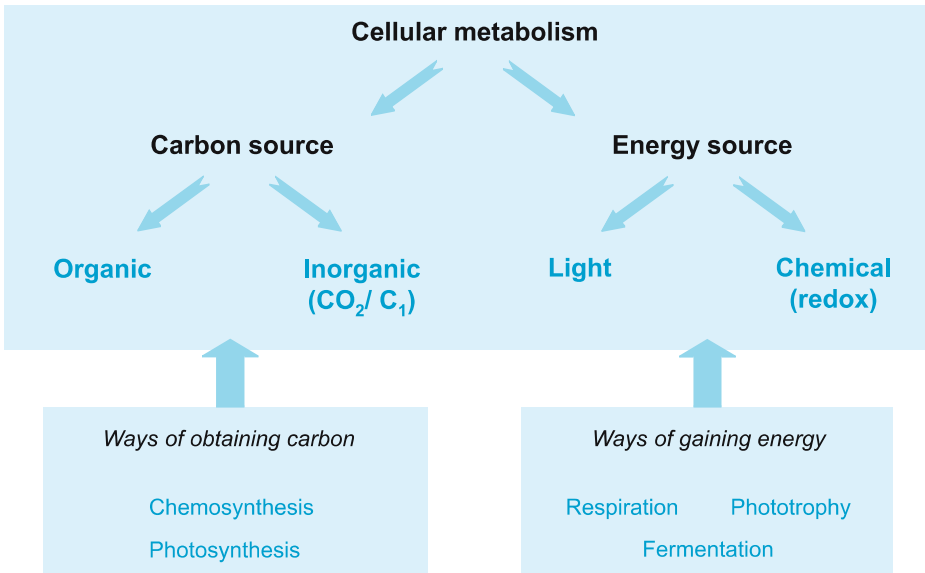 Cellular metabolism
Carbon source
Energy source
Organic
Inorganic
(CO₂/ C₁)
Light
Chemical
(redox)
Ways of obtaining carbon
Chemosynthesis
Photosynthesis
Ways of gaining energy
Respiration
Phototrophy
Fermentation